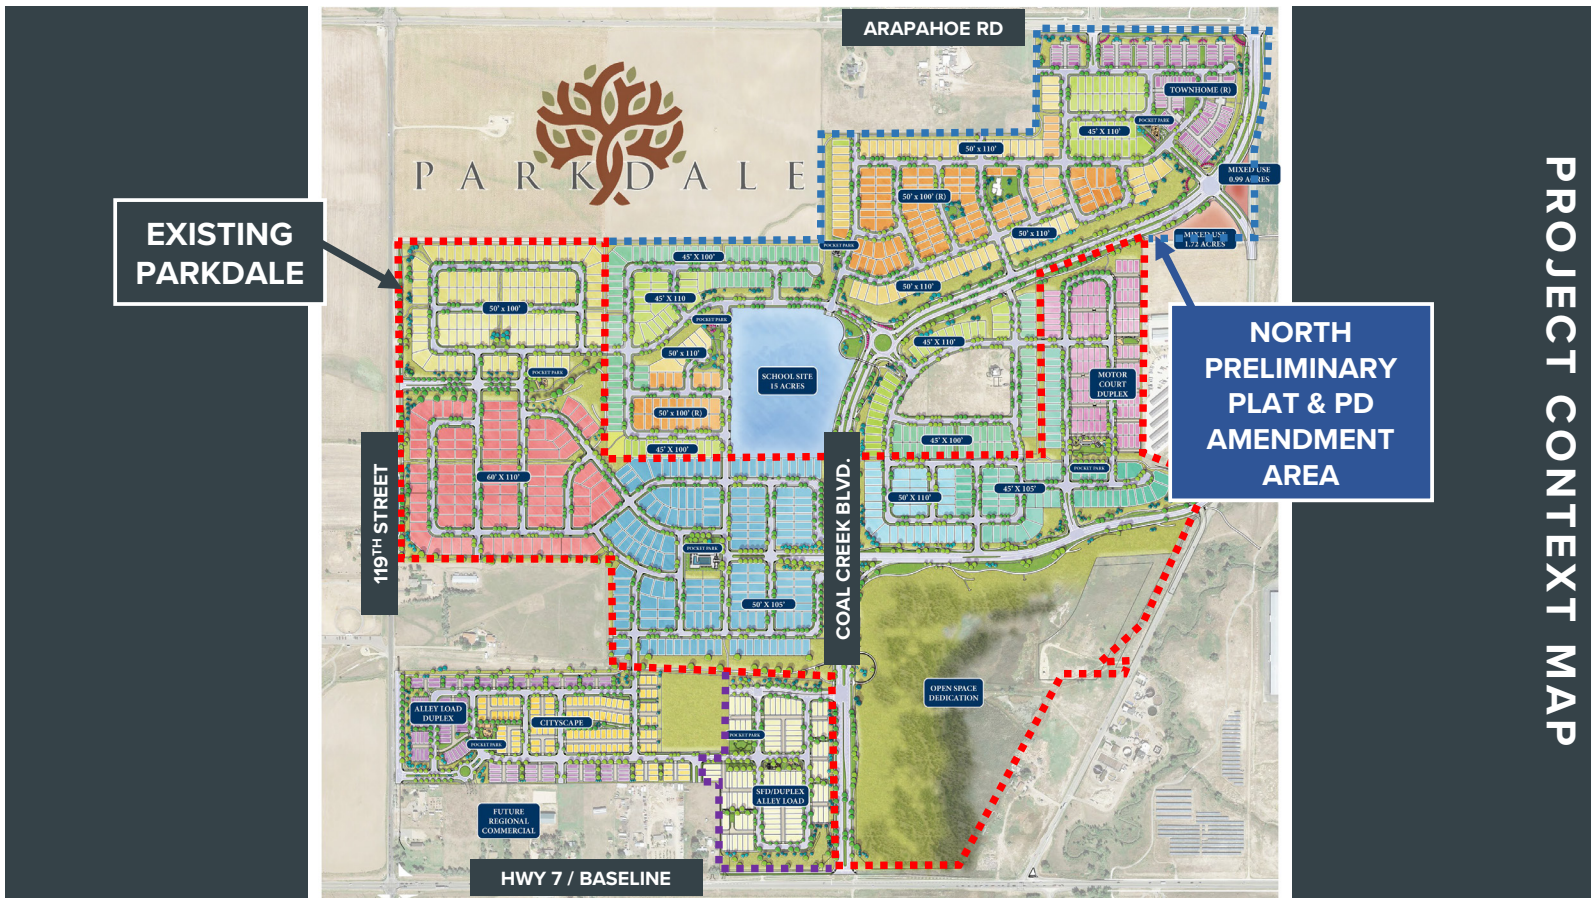 ARAPAHOE RD
PARKDALE
TOWNHOME (R)
POCKET PARK
45' X 110'
50' x 110'
MIXED USE
0.99 ACRES
50' x 100' (R)
50' x 110'
POCKET PARK
MIXED USE
1.72 ACRES
EXISTING
PARKDALE
45' X 100'
50' x 110'
45' X 110
50' x 100'
POCKET PARK
45' X 110'
50' x 110'
SCHOOL SITE
15 ACRES
POCKET PARK
MOTOR
COURT
DUPLEX
NORTH
PRELIMINARY
PLAT & PD
AMENDMENT
AREA
50' x 100' (R)
45' X 100'
45' X 100'
POCKET PARK
60' X 110'
50' X 110'
45' X 105'
119TH STREET
COAL CREEK BLVD.
POCKET PARK
50' X 105'
OPEN SPACE
DEDICATION
ALLEY LOAD
DUPLEX
CITYSCAPE
POCKET PARK
POCKET PARK
SFD/DUPLEX
ALLEY LOAD
FUTURE
REGIONAL
COMMERCIAL
HWY 7 / BASELINE
PROJECT CONTEXT MAP